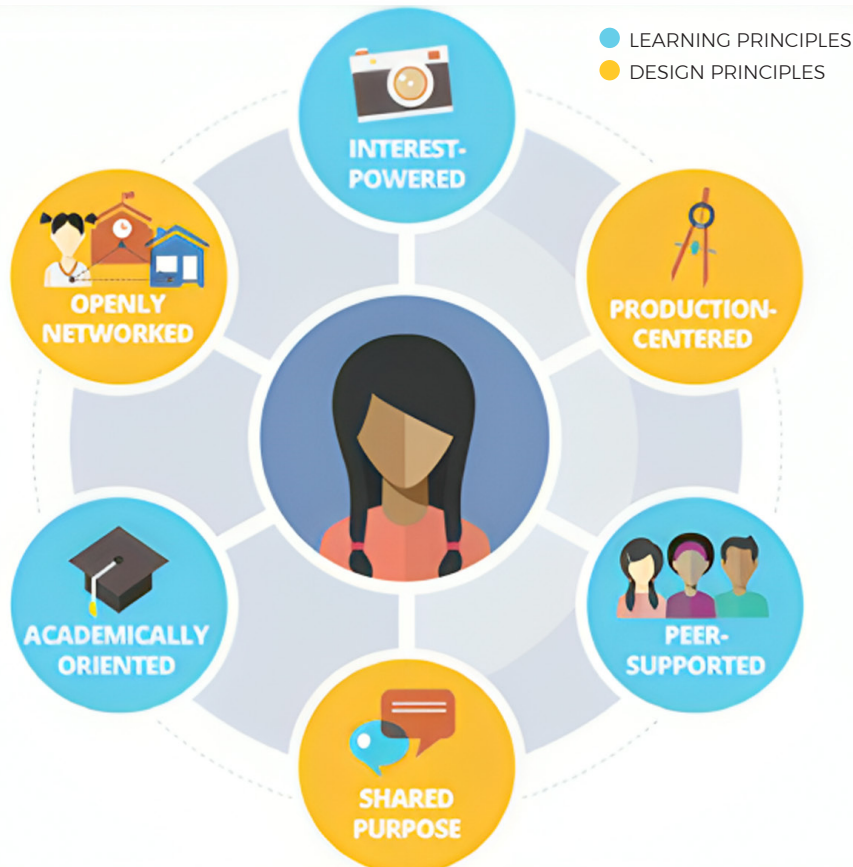 LEARNING PRINCIPLES
DESIGN PRINCIPLES
INTEREST-
POWERED
OPENLY
NETWORKED
PRODUCTION-
CENTERED
ACADEMICALLY
ORIENTED
PEER-
SUPPORTED
SHARED
PURPOSE